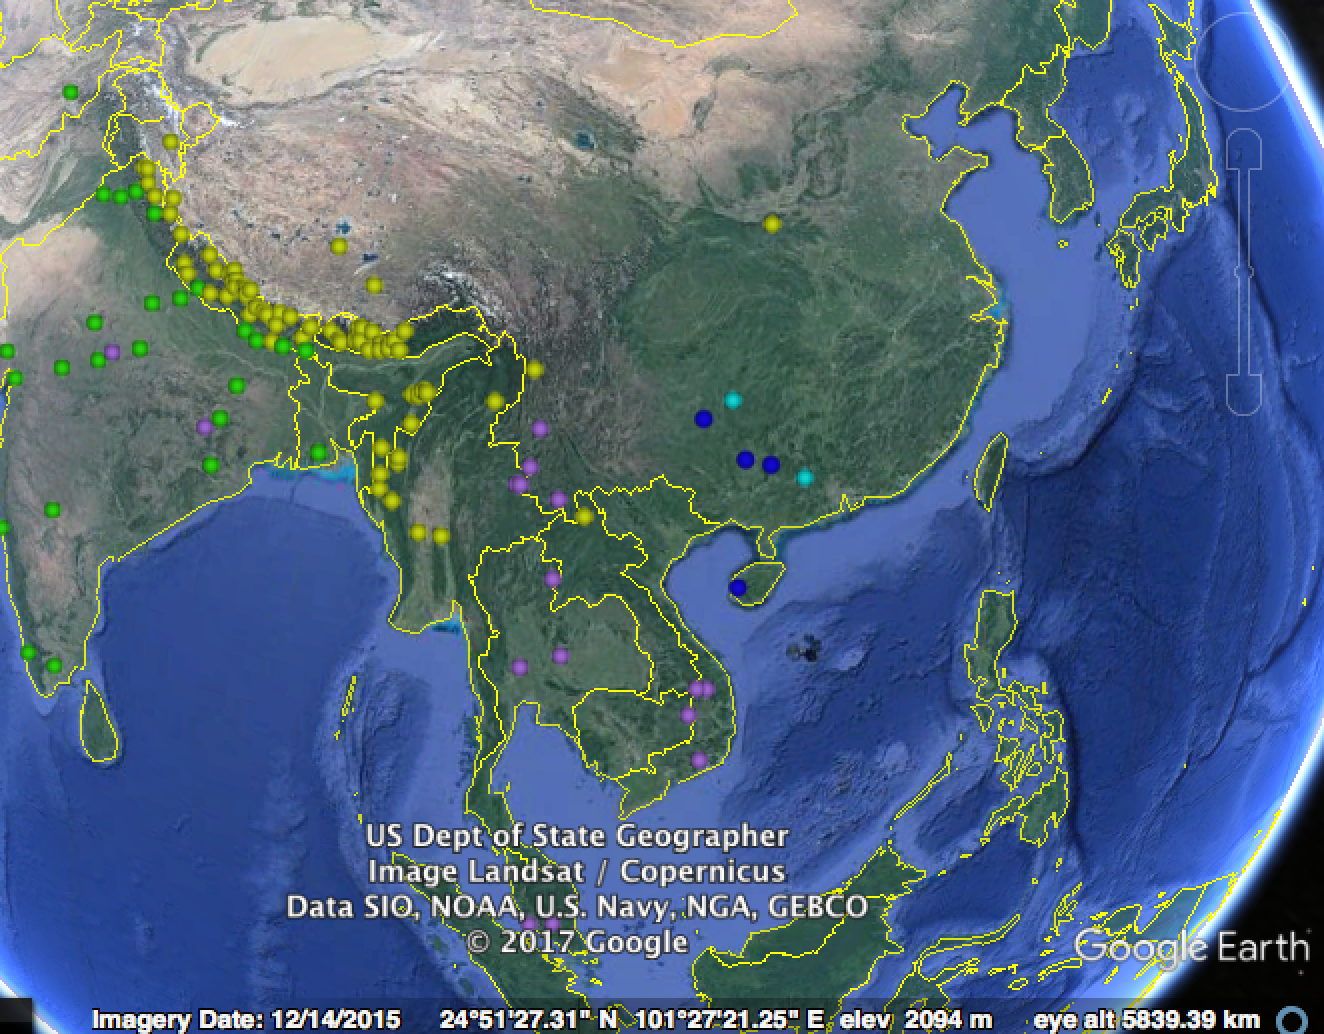 US Dept of State Geographer
Image Landsat / Copernicus
Data SIO, NOAA, U.S. Navy, NGA, GEBCO
© 2017 Google
Google Earth
Imagery Date: 12/14/2015 24°51'27.31" N 101°27'21.25" E elev 2094 m eye alt 5839.39 km